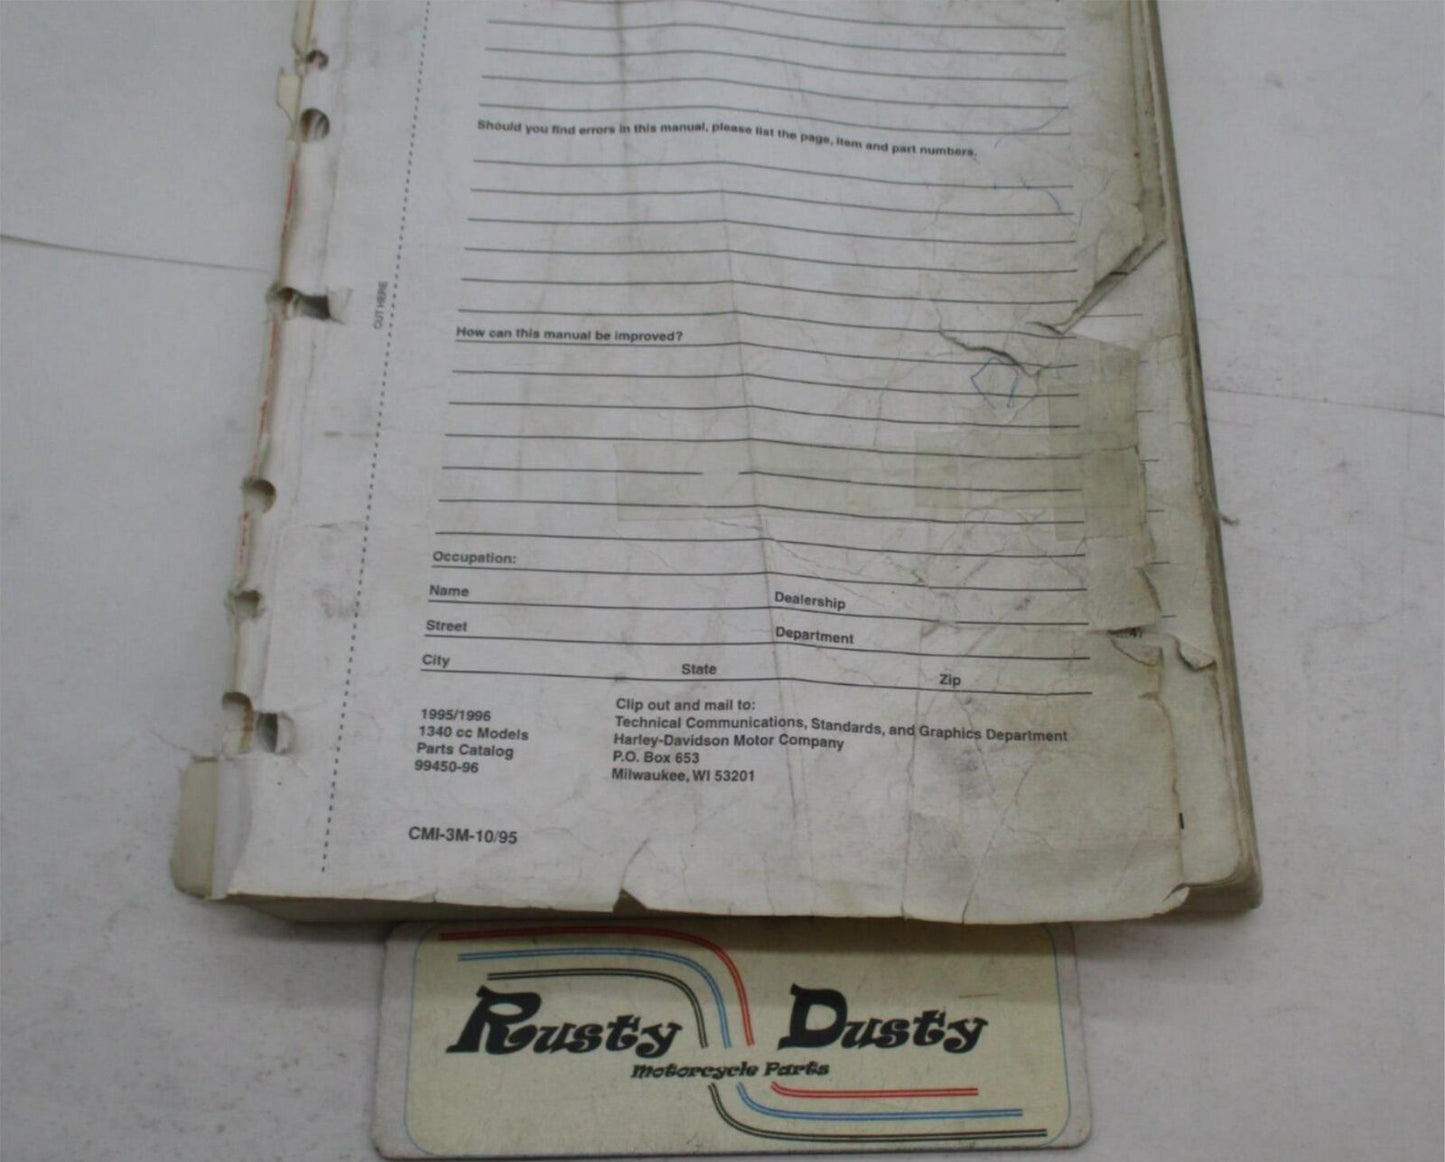 Should you find errors in this manual, please list the page, item and part numbers.
CUT HERE
How can this manual be improved?
Occupation:
Name
Dealership
Street
Department
City State Zip
1995/1996
1340 cc Models
Parts Catalog
99450-96
Clip out and mail to:
Technical Communications, Standards, and Graphics Department
Harley-Davidson Motor Company
P.O. Box 653
Milwaukee, WI 53201
CMI-3M-10/95
Rusty Dusty
Motorcycle Parts